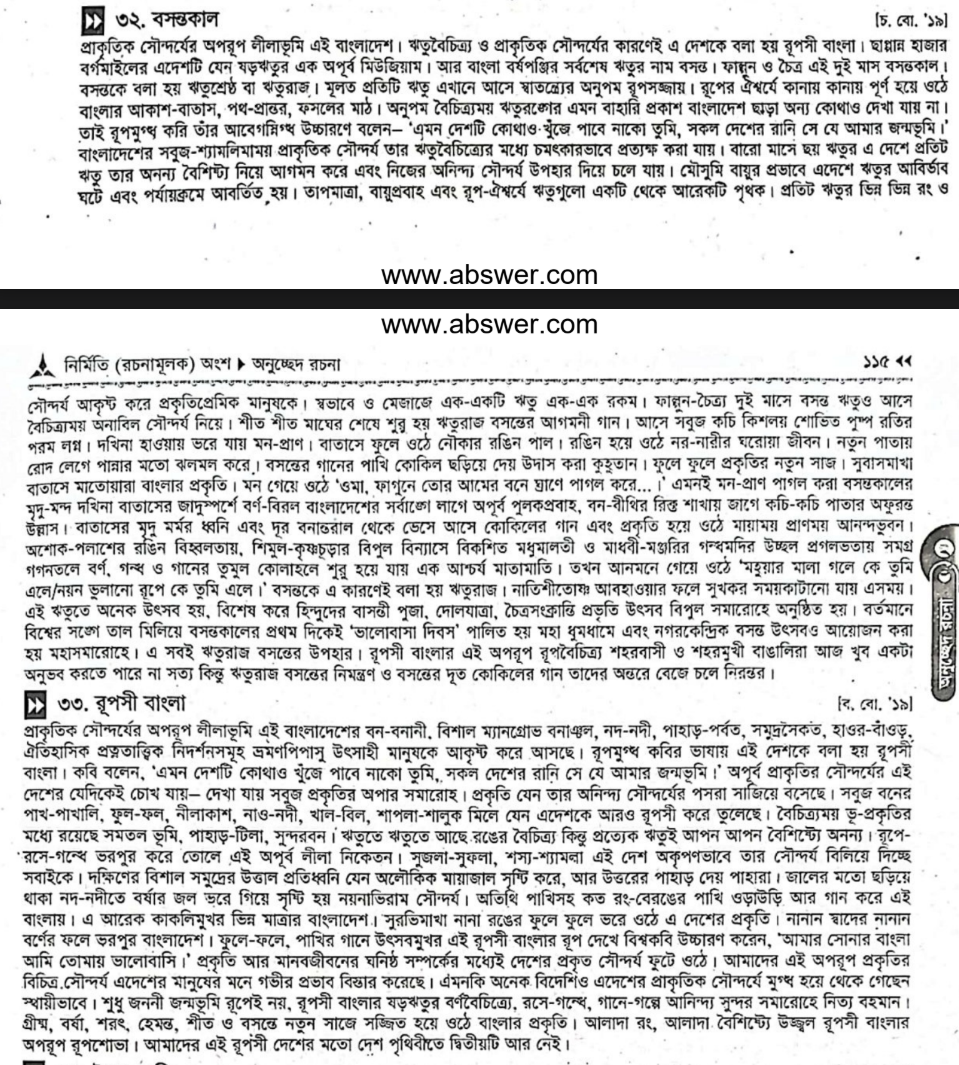 ৩২. বসন্তকাল [চ. বো. '১৯]
প্রাকৃতিক সৌন্দর্যের অপরূপ লীলাভূমি এই বাংলাদেশ। ঋতুবৈচিত্র্য ও প্রাকৃতিক সৌন্দর্যের কারণেই এ দেশকে বলা হয় রূপসী বাংলা। ছাপ্পান্ন হাজার
বর্গমাইলের এদেশটি যেন ষড়ঋতুর এক অপূর্ব মিউজিয়াম। আর বাংলা বর্ষপঞ্জির সর্বশেষ ঋতুর নাম বসন্ত। ফাল্গুন ও চৈত্র এই দুই মাস বসন্তকাল।
বসন্তকে বলা হয় ঋতুশ্রেষ্ঠ বা ঋতুরাজ। মূলত প্রতিটি ঋতু এখানে আসে স্বাতন্ত্র্যের অনুপম রূপসজ্জায়। রূপের ঐশ্বর্যে কানায় কানায় পূর্ণ হয়ে ওঠে
বাংলার আকাশ-বাতাস, পথ-প্রান্তর, ফসলের মাঠ। অনুপম বৈচিত্র্যময় ঋতুরঙ্গের এমন বাহারি প্রকাশ বাংলাদেশ ছাড়া অন্য কোথাও দেখা যায় না।
তাই রূপমুগ্ধ কবি তাঁর আবেগস্নিগ্ধ উচ্চারণে বলেন– 'এমন দেশটি কোথাও খুঁজে পাবে নাকো তুমি, সকল দেশের রানি সে যে আমার জন্মভূমি।'
বাংলাদেশের সবুজ-শ্যামলিমাময় প্রাকৃতিক সৌন্দর্য তার ঋতুবৈচিত্র্যের মধ্যে চমৎকারভাবে প্রত্যক্ষ করা যায়। বারো মাসে ছয় ঋতুর এ দেশে প্রতিটি
ঋতু তার অনন্য বৈশিষ্ট্য নিয়ে আগমন করে এবং নিজের অনিন্দ্য সৌন্দর্য উপহার দিয়ে চলে যায়। মৌসুমি বায়ুর প্রভাবে এদেশে ঋতুর আবির্ভাব
ঘটে এবং পর্যায়ক্রমে আবর্তিত হয়। তাপমাত্রা, বায়ুপ্রবাহ এবং রূপ-ঐশ্বর্যে ঋতুগুলো একটি থেকে আরেকটি পৃথক। প্রতিটি ঋতুর ভিন্ন ভিন্ন রং ও
www.abswer.com
www.abswer.com
নির্মিতি (রচনামূলক) অংশ ▶ অনুচ্ছেদ রচনা ১১৫
সৌন্দর্য আকৃষ্ট করে প্রকৃতিপ্রেমিক মানুষকে। স্বভাবে ও মেজাজে এক-একটি ঋতু এক-এক রকম। ফাল্গুন-চৈত্র্য দুই মাসে বসন্ত ঋতুও আসে
বৈচিত্র্যময় অনাবিল সৌন্দর্য নিয়ে। শীত শীত মাঘের শেষে শুরু হয় ঋতুরাজ বসন্তের আগমনী গান। আসে সবুজ কচি কিশলয় শোভিত পুষ্প রতির
পরম লগ্ন। দখিনা হাওয়ায় ভরে যায় মন-প্রাণ। বাতাসে ফুলে ওঠে নৌকার রঙিন পাল। রঙিন হয়ে ওঠে নর-নারীর ঘরোয়া জীবন। নতুন পাতায়
রোদ লেগে পান্নার মতো ঝলমল করে। বসন্তের গানের পাখি কোকিল ছড়িয়ে দেয় উদাস করা কুহুতান। ফুলে ফুলে প্রকৃতির নতুন সাজ। সুবাসমাখা
বাতাসে মাতোয়ারা বাংলার প্রকৃতি। মন গেয়ে ওঠে 'ওমা, ফাগুনে তোর আমের বনে ঘ্রাণে পাগল করে...।' এমনই মন-প্রাণ পাগল করা বসন্তকালের
মৃদু-মন্দ দখিনা বাতাসের জাদুস্পর্শে বর্ণ-বিরল বাংলাদেশের সর্বাঙ্গে লাগে অপূর্ব পুলকপ্রবাহ, বন-বীথির রিক্ত শাখায় জাগে কচি-কচি পাতার অফুরন্ত
উল্লাস। বাতাসের মৃদু মর্মর ধ্বনি এবং দূর বনান্তরাল থেকে ভেসে আসে কোকিলের গান এবং প্রকৃতি হয়ে ওঠে মায়াময় প্রাণময় আনন্দভুবন।
অশোক-পলাশের রঙিন বিহ্বলতায়, শিমুল-কৃষ্ণচূড়ার বিপুল বিন্যাসে বিকশিত মধুমালতী ও মাধবী-মঞ্জরির গন্ধমদির উচ্ছল প্রগলভতায় সমগ্র
গগনতলে বর্ণ, গন্ধ ও গানের তুমুল কোলাহলে শুরু হয়ে যায় এক আশ্চর্য মাতামাতি। তখন আনমনে গেয়ে ওঠে 'মহুয়ার মালা গলে কে তুমি
এলে/নয়ন ভুলানো রূপে কে তুমি এলে।' বসন্তকে এ কারণেই বলা হয় ঋতুরাজ। নাতিশীতোষ্ণ আবহাওয়ার ফলে সুখকর সময়কাটানো যায় এসময়।
এই ঋতুতে অনেক উৎসব হয়, বিশেষ করে হিন্দুদের বাসন্তী পূজা, দোলযাত্রা, চৈত্রসংক্রান্তি প্রভৃতি উৎসব বিপুল সমারোহে অনুষ্ঠিত হয়। বর্তমানে
বিশ্বের সঙ্গে তাল মিলিয়ে বসন্তকালের প্রথম দিকেই 'ভালোবাসা দিবস' পালিত হয় মহা ধুমধামে এবং নগরকেন্দ্রিক বসন্ত উৎসবও আয়োজন করা
হয় মহাসমারোহে। এ সবই ঋতুরাজ বসন্তের উপহার। রূপসী বাংলার এই অপরূপ রূপবৈচিত্র্য শহরবাসী ও শহরমুখী বাঙালিরা আজ খুব একটা
অনুভব করতে পারে না সত্য কিন্তু ঋতুরাজ বসন্তের নিমন্ত্রণ ও বসন্তের দূত কোকিলের গান তাদের অন্তরে বেজে চলে নিরন্তর।
অনুচ্ছেদ রচনা
৩৩. রূপসী বাংলা [ব. বো. '১৯]
প্রাকৃতিক সৌন্দর্যের অপরূপ লীলাভূমি এই বাংলাদেশের বন-বনানী, বিশাল ম্যানগ্রোভ বনাঞ্চল, নদ-নদী, পাহাড়-পর্বত, সমুদ্রসৈকত, হাওর-বাঁওড়,
ঐতিহাসিক প্রত্নতাত্ত্বিক নিদর্শনসমূহ ভ্রমণপিপাসু উৎসাহী মানুষকে আকৃষ্ট করে আসছে। রূপমুগ্ধ কবির ভাষায় এই দেশকে বলা হয় রূপসী
বাংলা। কবি বলেন, 'এমন দেশটি কোথাও খুঁজে পাবে নাকো তুমি, সকল দেশের রানি সে যে আমার জন্মভূমি।' অপূর্ব প্রাকৃতির সৌন্দর্যের এই
দেশের যেদিকেই চোখ যায়– দেখা যায় সবুজ প্রকৃতির অপার সমারোহ। প্রকৃতি যেন তার অনিন্দ্য সৌন্দর্যের পসরা সাজিয়ে বসেছে। সবুজ বনের
পাখ-পাখালি, ফুল-ফল, নীলাকাশ, নাও-নদী, খাল-বিল, শাপলা-শালুক মিলে যেন এদেশকে আরও রূপসী করে তুলেছে। বৈচিত্র্যময় ভূ-প্রকৃতির
মধ্যে রয়েছে সমতল ভূমি, পাহাড়-টিলা, সুন্দরবন। ঋতুতে ঋতুতে আছে রঙের বৈচিত্র্য কিন্তু প্রত্যেক ঋতুই আপন আপন বৈশিষ্ট্যে অনন্য। রূপে-
রসে-গন্ধে ভরপুর করে তোলে এই অপূর্ব লীলা নিকেতন। সুজলা-সুফলা, শস্য-শ্যামলা এই দেশ অকৃপণভাবে তার সৌন্দর্য বিলিয়ে দিচ্ছে
সবাইকে। দক্ষিণের বিশাল সমুদ্রের উত্তাল প্রতিধ্বনি যেন অলৌকিক মায়াজাল সৃষ্টি করে, আর উত্তরের পাহাড় দেয় পাহারা। জালের মতো ছড়িয়ে
থাকা নদ-নদীতে বর্ষার জল ভরে গিয়ে সৃষ্টি হয় নয়নাভিরাম সৌন্দর্য। অতিথি পাখিসহ কত রং-বেরঙের পাখি ওড়াউড়ি আর গান করে এই
বাংলায়। এ আরেক কাকলিমুখর ভিন্ন মাত্রার বাংলাদেশ। সুরভিমাখা নানা রঙের ফুলে ফুলে ভরে ওঠে এ দেশের প্রকৃতি। নানান স্বাদের নানান
বর্ণের ফলে ভরপুর বাংলাদেশ। ফুলে-ফলে, পাখির গানে উৎসবমুখর এই রূপসী বাংলার রূপ দেখে বিশ্বকবি উচ্চারণ করেন, 'আমার সোনার বাংলা
আমি তোমায় ভালোবাসি।' প্রকৃতি আর মানবজীবনের ঘনিষ্ঠ সম্পর্কের মধ্যেই দেশের প্রকৃত সৌন্দর্য ফুটে ওঠে। আমাদের এই অপরূপ প্রকৃতির
বিচিত্র সৌন্দর্য এদেশের মানুষের মনে গভীর প্রভাব বিস্তার করেছে। এমনকি অনেক বিদেশিও এদেশের প্রাকৃতিক সৌন্দর্যে মুগ্ধ হয়ে থেকে গেছেন
স্থায়ীভাবে। শুধু জননী জন্মভূমি রূপেই নয়, রূপসী বাংলার ষড়ঋতুর বর্ণবৈচিত্র্যে, রসে-গন্ধে, গানে-গল্পে আনিন্দ্য সুন্দর সমারোহে নিত্য বহমান।
গ্রীষ্ম, বর্ষা, শরৎ, হেমন্ত, শীত ও বসন্তে নতুন সাজে সজ্জিত হয়ে ওঠে বাংলার প্রকৃতি। আলাদা রং, আলাদা বৈশিষ্ট্যে উজ্জ্বল রূপসী বাংলার
অপরূপ রূপশোভা। আমাদের এই রূপসী দেশের মতো দেশ পৃথিবীতে দ্বিতীয়টি আর নেই।